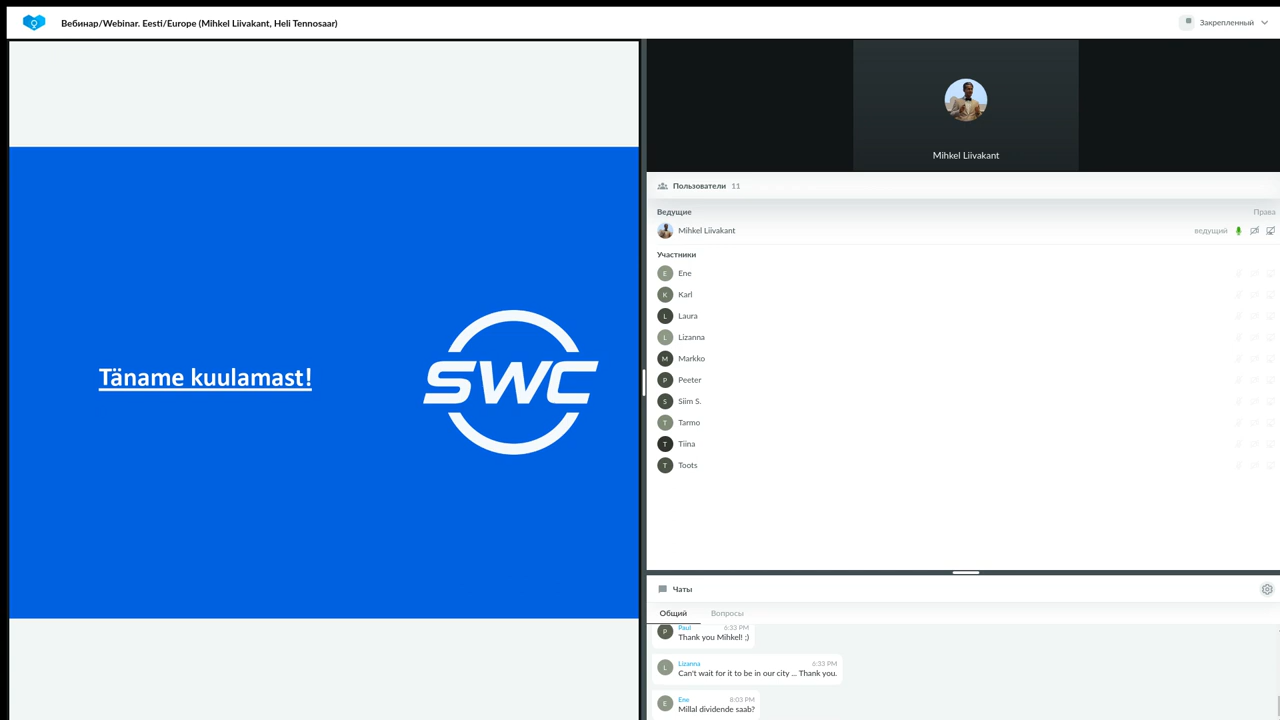 Вебинар/Webinar. Eesti/Europe (Mihkel Liivakant, Heli Tennosaar)
Закрепленный
Täname kuulamast!
SWC
Mihkel Liivakant
Пользователи 11
Ведущие Права
Mihkel Liivakant ведущий
Участники
E Ene
K Karl
L Laura
L Lizanna
M Markko
P Peeter
S Siim S.
T Tarmo
T Tiina
T Toots
Чаты
Общий Вопросы
P Paul 6:33 PM
Thank you Mihkel! ;)
L Lizanna 6:33 PM
Can't wait for it to be in our city ... Thank you.
E Ene 8:03 PM
Millal dividende saab?